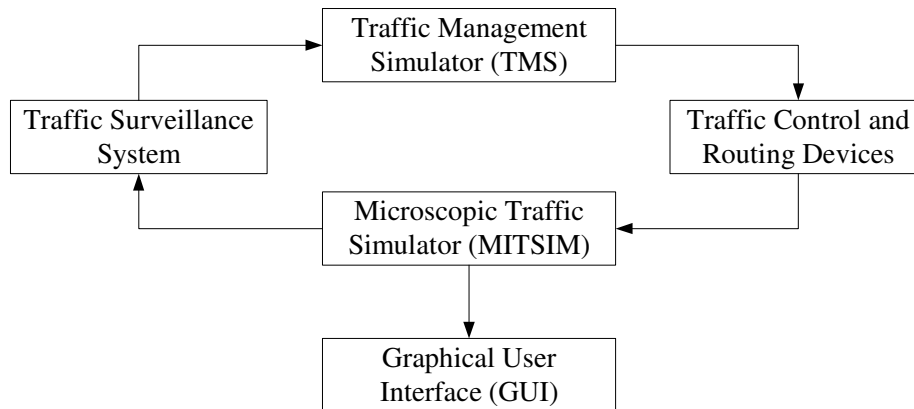 Traffic Management
Simulator (TMS)
Traffic Surveillance
System
Traffic Control and
Routing Devices
Microscopic Traffic
Simulator (MITSIM)
Graphical User
Interface (GUI)